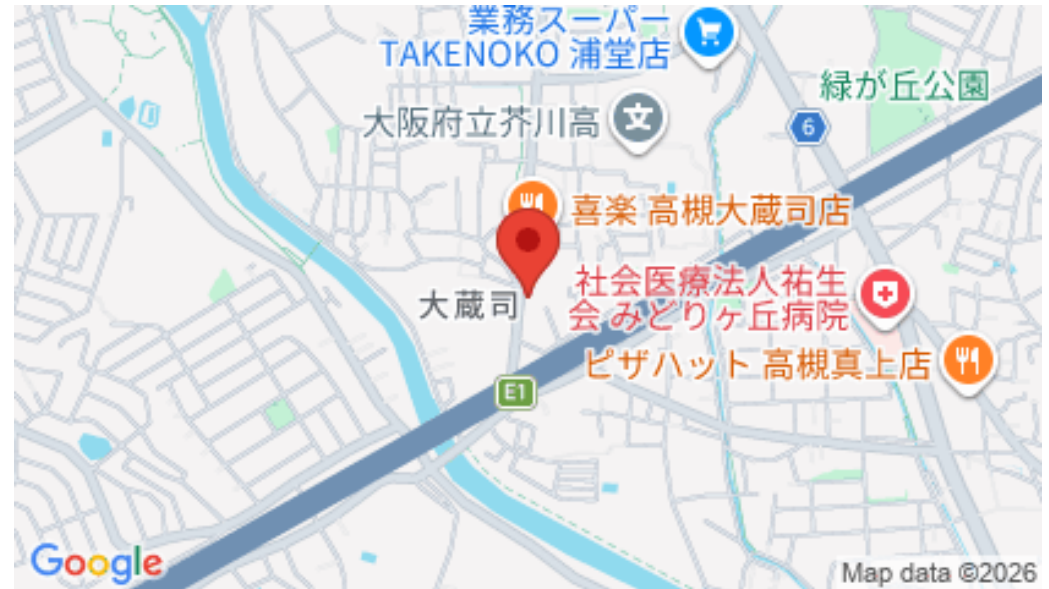 業務スーパー
TAKENOKO 浦堂店
緑が丘公園
大阪府立芥川高
6
喜楽 高槻大蔵司店
社会医療法人祐生
会 みどりヶ丘病院
大蔵司
ピザハット 高槻真上店
E1
Google
Map data ©2026